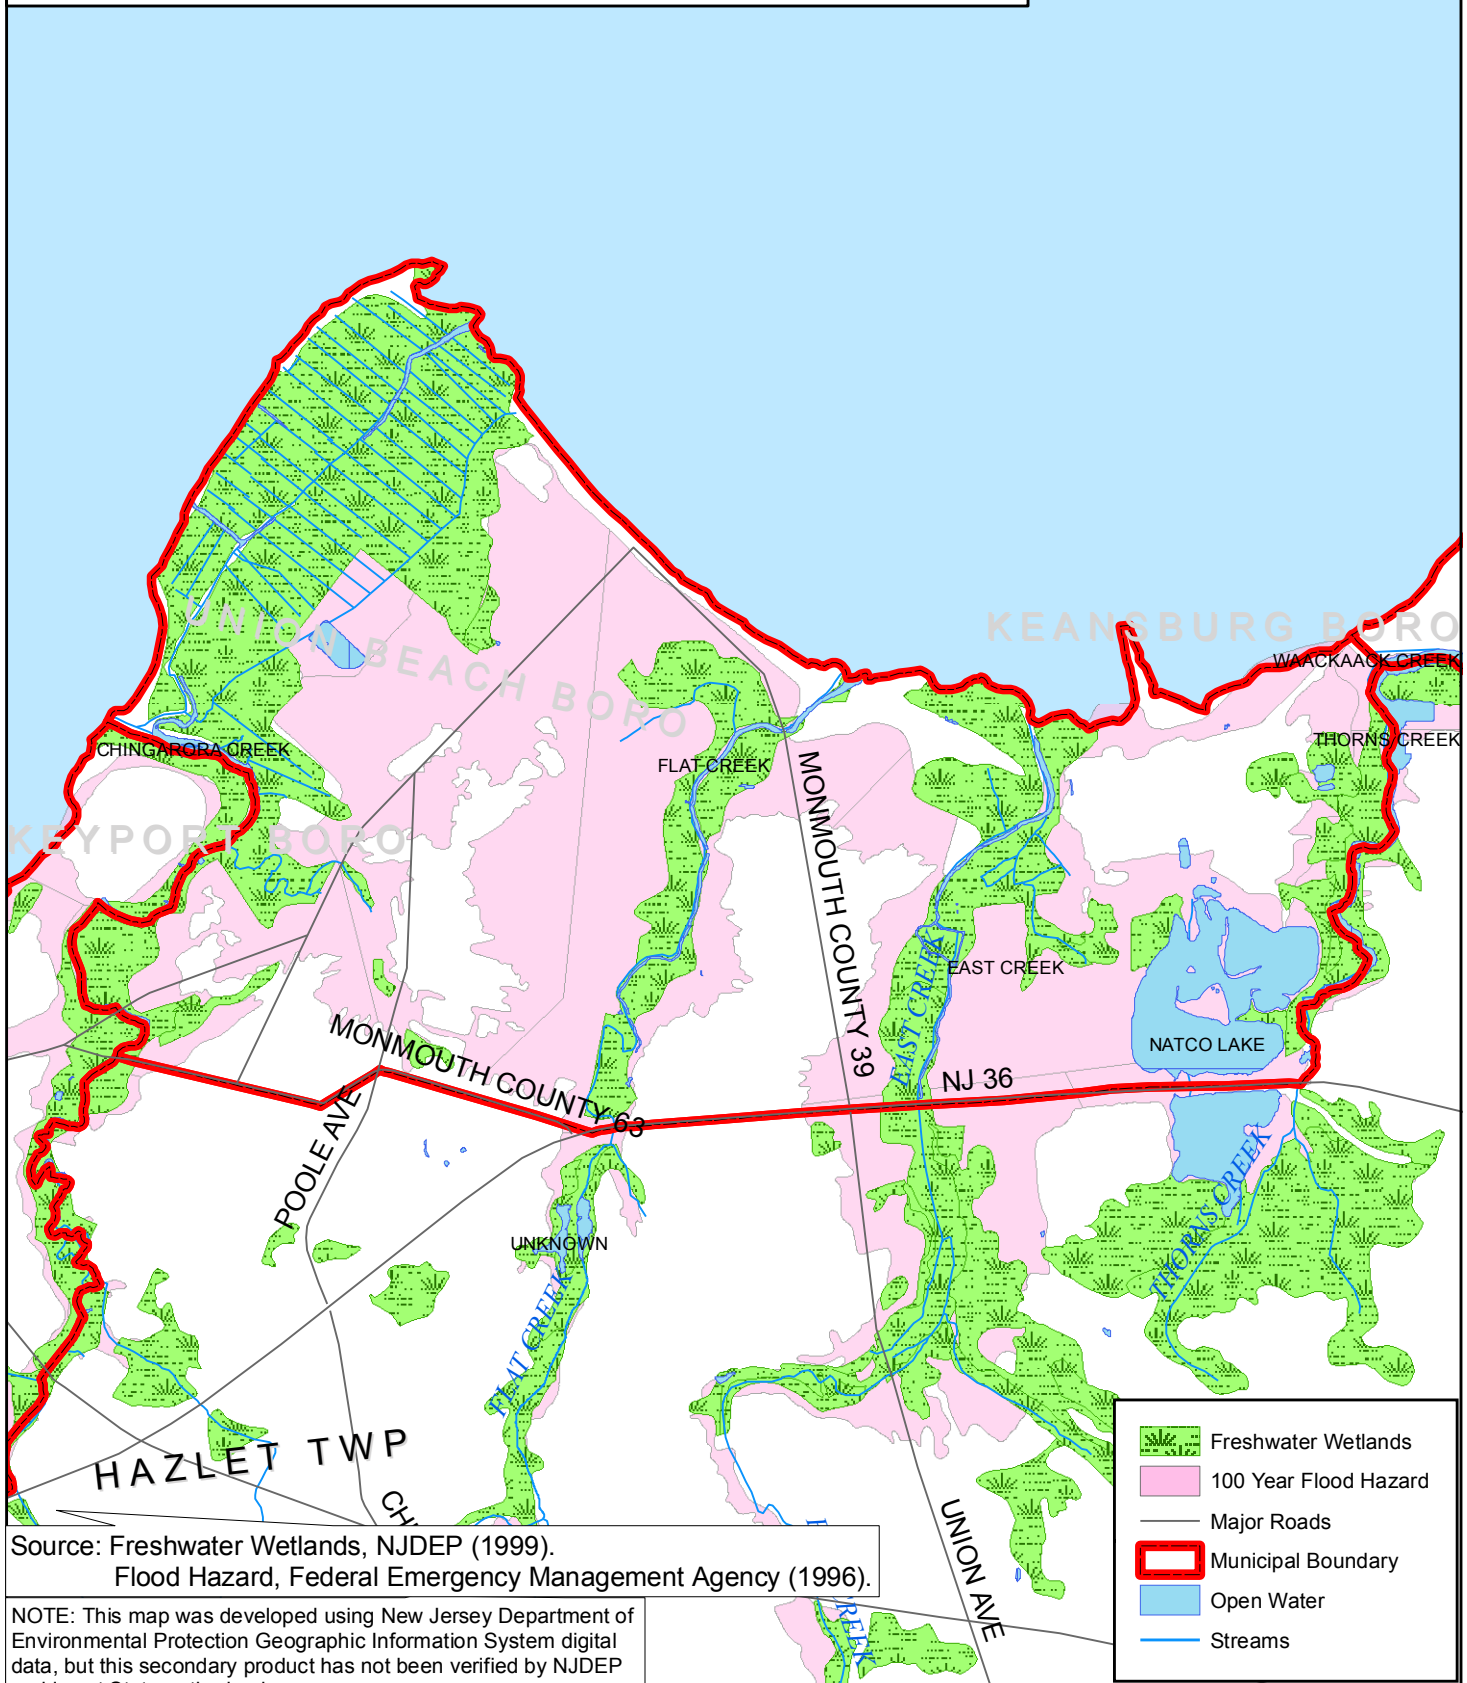 KEANSBURG BORO
UNION BEACH BORO
WAACKAACK CREEK
THORNS CREEK
CHINGARORA CREEK
FLAT CREEK
MONMOUTH COUNTY 39
KEYPORT BORO
EAST CREEK
EAST CREEK
NATCO LAKE
MONMOUTH COUNTY 63
NJ 36
POOLE AVE
THORNS CREEK
UNKNOWN
FLAT CREEK
HAZLET TWP
UNION AVE
CREEK
Freshwater Wetlands
100 Year Flood Hazard
Major Roads
Municipal Boundary
Open Water
Streams
Source: Freshwater Wetlands, NJDEP (1999).
Flood Hazard, Federal Emergency Management Agency (1996).
NOTE: This map was developed using New Jersey Department of
Environmental Protection Geographic Information System digital
data, but this secondary product has not been verified by NJDEP